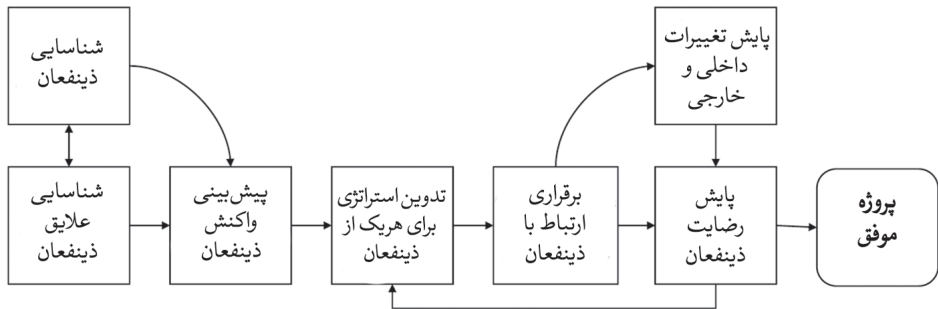 شناسایی
ذینفعان
شناسایی
علایق
ذینفعان
پیش‌بینی
واکنش
ذینفعان
تدوین استراتژی
برای هریک از
ذینفعان
برقراری
ارتباط با
ذینفعان
پایش تغییرات
داخلی و
خارجی
پایش
رضایت
ذینفعان
پروژه
موفق